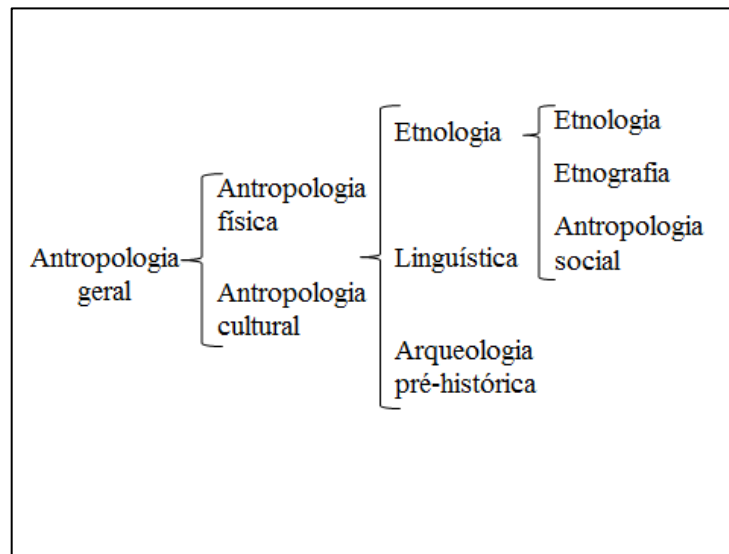 Antropologia
geral
Antropologia
física
Antropologia
cultural
Etnologia
Linguística
Arqueologia
pré-histórica
Etnologia
Etnografia
Antropologia
social